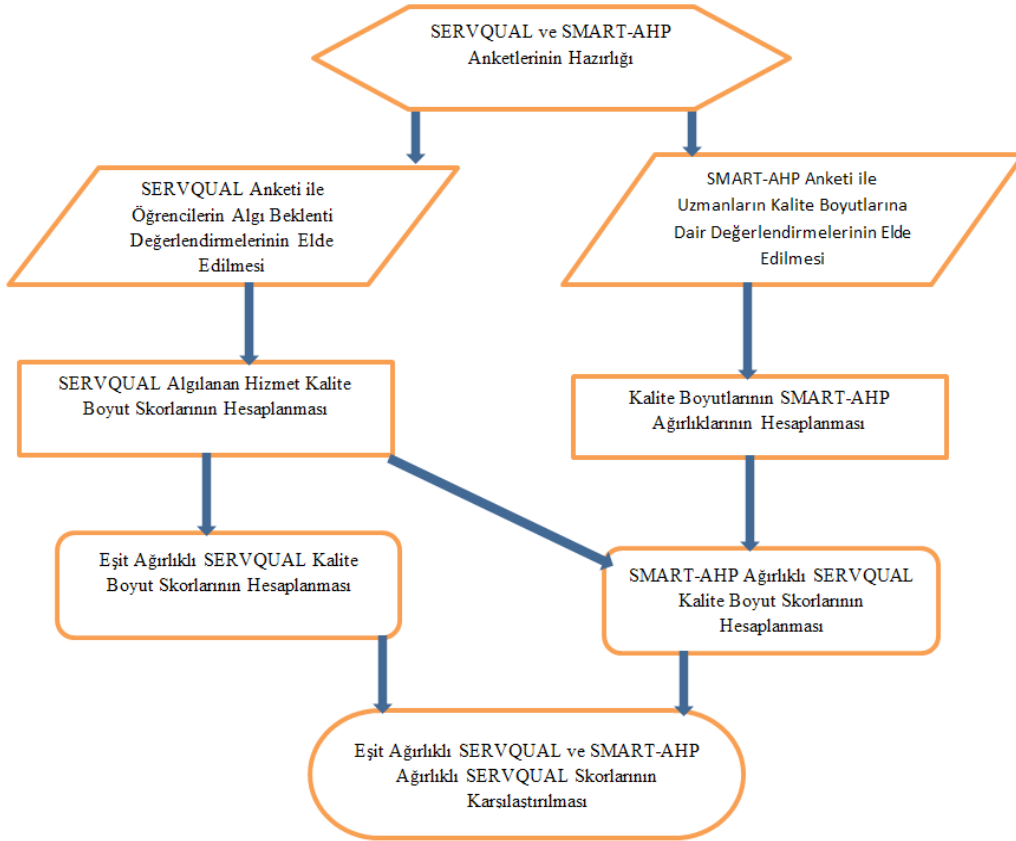 SERVQUAL ve SMART-AHP
Anketlerinin Hazırlığı
SERVQUAL Anketi ile
Öğrencilerin Algı Beklenti
Değerlendirmelerinin Elde
Edilmesi
SMART-AHP Anketi ile
Uzmanların Kalite Boyutlarına
Dair Değerlendirmelerinin Elde
Edilmesi
SERVQUAL Algılanan Hizmet Kalite
Boyut Skorlarının Hesaplanması
Kalite Boyutlarının SMART-AHP
Ağırlıklarının Hesaplanması
Eşit Ağırlıklı SERVQUAL Kalite
Boyut Skorlarının Hesaplanması
SMART-AHP Ağırlıklı SERVQUAL
Kalite Boyut Skorlarının
Hesaplanması
Eşit Ağırlıklı SERVQUAL ve SMART-AHP
Ağırlıklı SERVQUAL Skorlarının
Karşılaştırılması